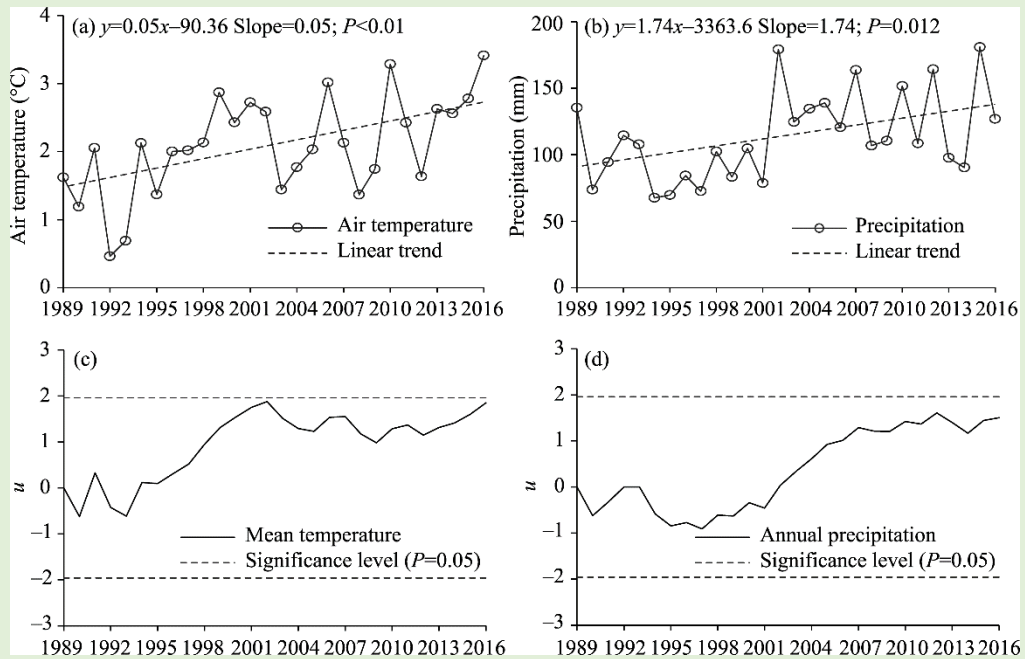 (a) y=0.05x–90.36 Slope=0.05; P<0.01
Air temperature (°C)
4
3
2
1
0
Air temperature
Linear trend
1989 1992 1995 1998 2001 2004 2007 2010 2013 2016
(b) y=1.74x–3363.6 Slope=1.74; P=0.012
Precipitation (mm)
200
150
100
50
0
Precipitation
Linear trend
1989 1992 1995 1998 2001 2004 2007 2010 2013 2016
(c)
u
3
2
1
0
–1
–2
–3
Mean temperature
Significance level (P=0.05)
1989 1992 1995 1998 2001 2004 2007 2010 2013 2016
(d)
u
3
2
1
0
–1
–2
–3
Annual precipitation
Significance level (P=0.05)
1989 1992 1995 1998 2001 2004 2007 2010 2013 2016